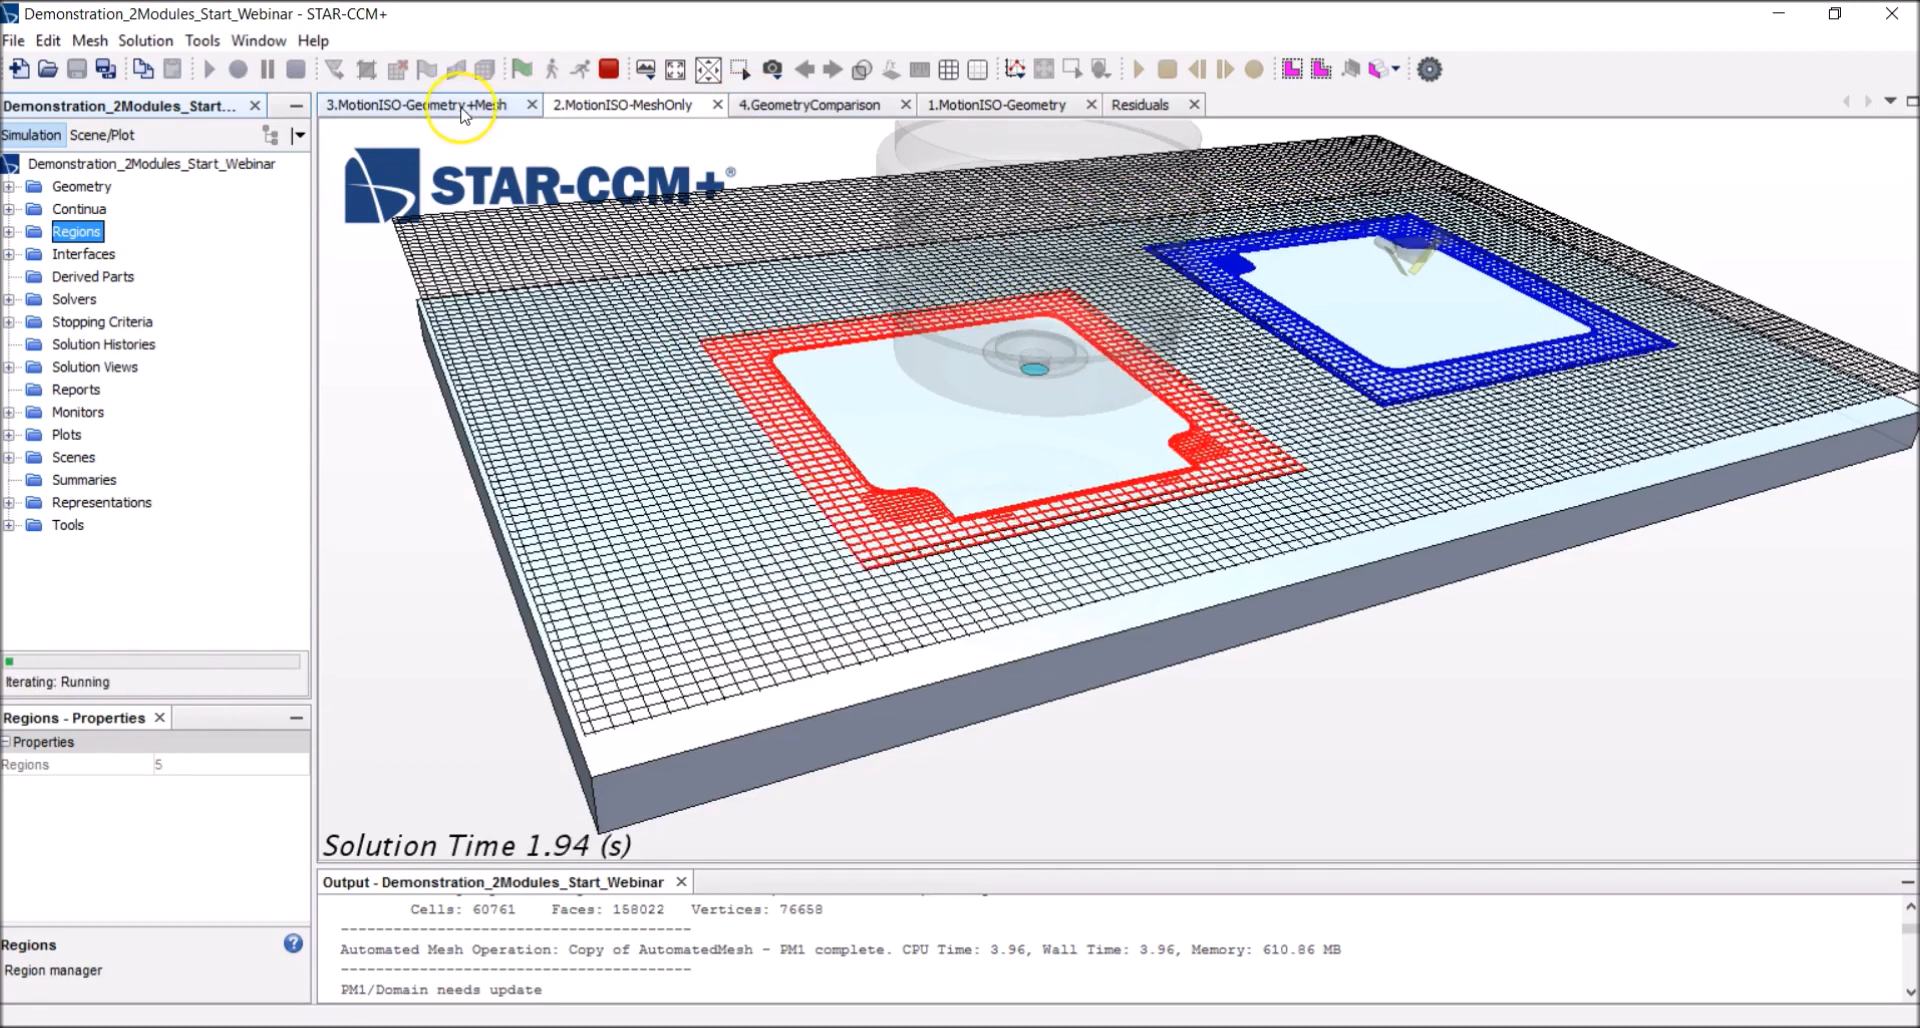 Demonstration_2Modules_Start_Webinar - STAR-CCM+
File Edit Mesh Solution Tools Window Help
Demonstration_2Modules_Start...
3.MotionISO-Geometry+Mesh 2.MotionISO-MeshOnly 4.GeometryComparison 1.MotionISO-Geometry Residuals
Simulation Scene/Plot
Demonstration_2Modules_Start_Webinar
Geometry
Continua
Regions
Interfaces
Derived Parts
Solvers
Stopping Criteria
Solution Histories
Solution Views
Reports
Monitors
Plots
Scenes
Summaries
Representations
Tools
Iterating: Running
Regions - Properties
Properties
Regions 5
Regions
Region manager
STAR-CCM+®
Solution Time 1.94 (s)
Output - Demonstration_2Modules_Start_Webinar
Cells: 60761 Faces: 158022 Vertices: 76658
----------------------------------------
Automated Mesh Operation: Copy of AutomatedMesh - PM1 complete. CPU Time: 3.96, Wall Time: 3.96, Memory: 610.86 MB
----------------------------------------
PM1/Domain needs update